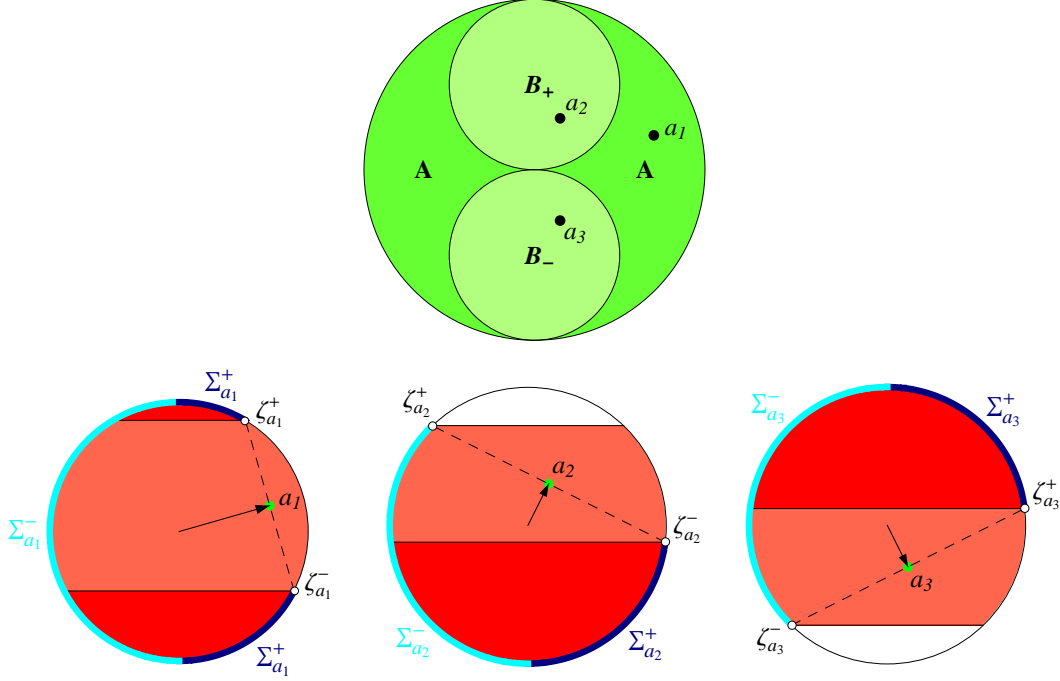 B₊
a₂
a₁
A
A
a₃
B₋
Σ⁺ₐ₁
ζ⁺ₐ₁
a₁
Σ⁻ₐ₁
ζ⁻ₐ₁
Σ⁺ₐ₁
ζ⁺ₐ₂
a₂
ζ⁻ₐ₂
Σ⁻ₐ₂
Σ⁺ₐ₂
Σ⁻ₐ₃
Σ⁺ₐ₃
ζ⁺ₐ₃
a₃
ζ⁻ₐ₃